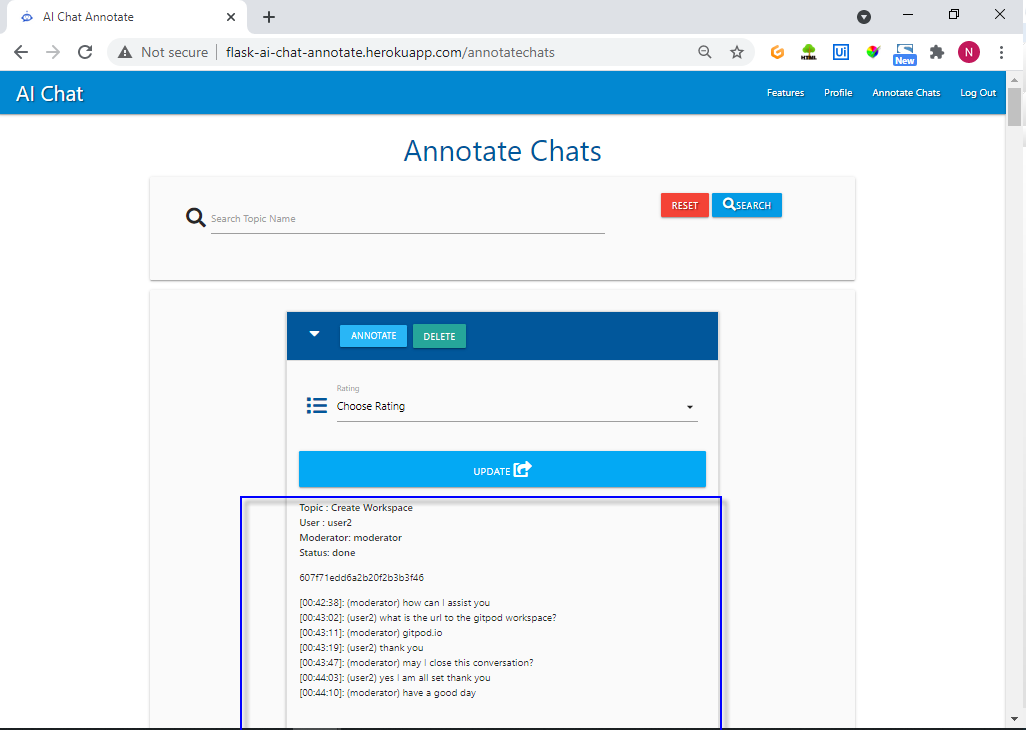 AI Chat Annotate
Not secure
flask-ai-chat-annotate.herokuapp.com/annotatechats
HTML
Ui
New
N
AI Chat
Features
Profile
Annotate Chats
Log Out
Annotate Chats
Search Topic Name
RESET
SEARCH
ANNOTATE
DELETE
Rating
Choose Rating
UPDATE
Topic : Create Workspace
User : user2
Moderator: moderator
Status: done
607f71edd6a2b20f2b3b3f46
[00:42:38]: (moderator) how can I assist you
[00:43:02]: (user2) what is the url to the gitpod workspace?
[00:43:11]: (moderator) gitpod.io
[00:43:19]: (user2) thank you
[00:43:47]: (moderator) may I close this conversation?
[00:44:03]: (user2) yes I am all set thank you
[00:44:10]: (moderator) have a good day